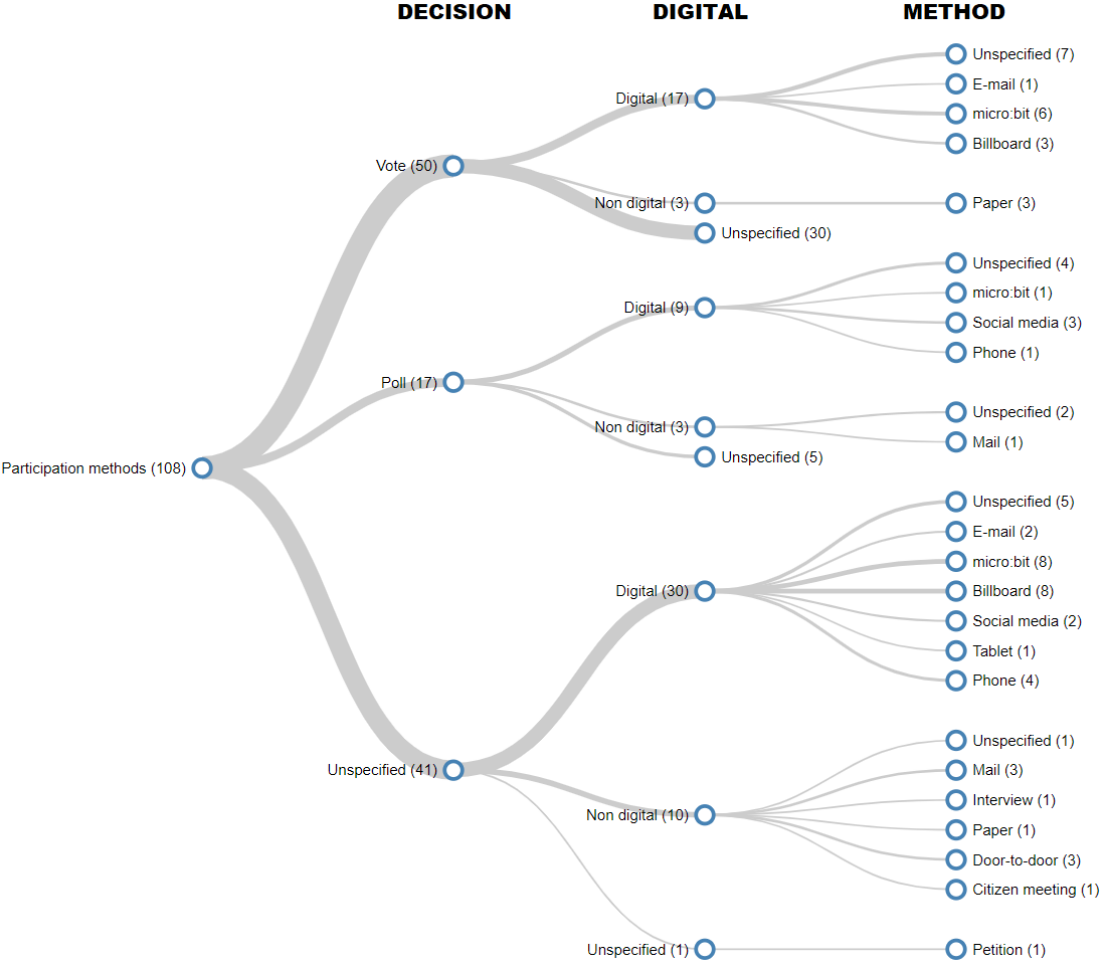 DECISION DIGITAL METHOD
Unspecified (7)
E-mail (1)
Digital (17)
micro:bit (6)
Billboard (3)
Vote (50)
Non digital (3)
Paper (3)
Unspecified (30)
Unspecified (4)
micro:bit (1)
Digital (9)
Social media (3)
Phone (1)
Poll (17)
Unspecified (2)
Non digital (3)
Mail (1)
Unspecified (5)
Participation methods (108)
Unspecified (5)
E-mail (2)
micro:bit (8)
Digital (30)
Billboard (8)
Social media (2)
Tablet (1)
Phone (4)
Unspecified (1)
Unspecified (41)
Mail (3)
Interview (1)
Non digital (10)
Paper (1)
Door-to-door (3)
Citizen meeting (1)
Unspecified (1)
Petition (1)